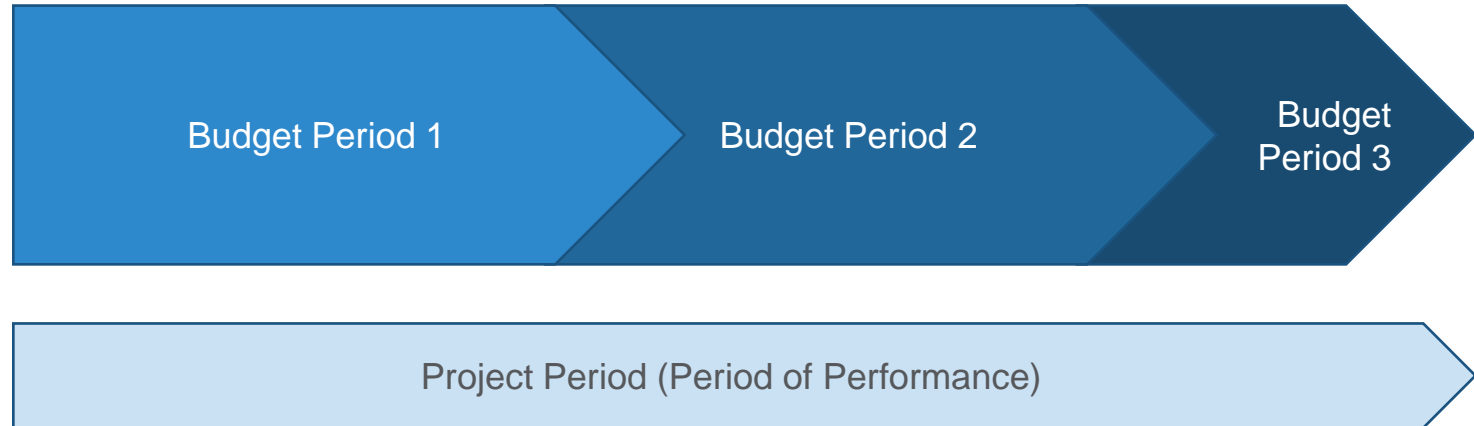 Budget Period 1
Budget Period 2
Budget
Period 3
Project Period (Period of Performance)